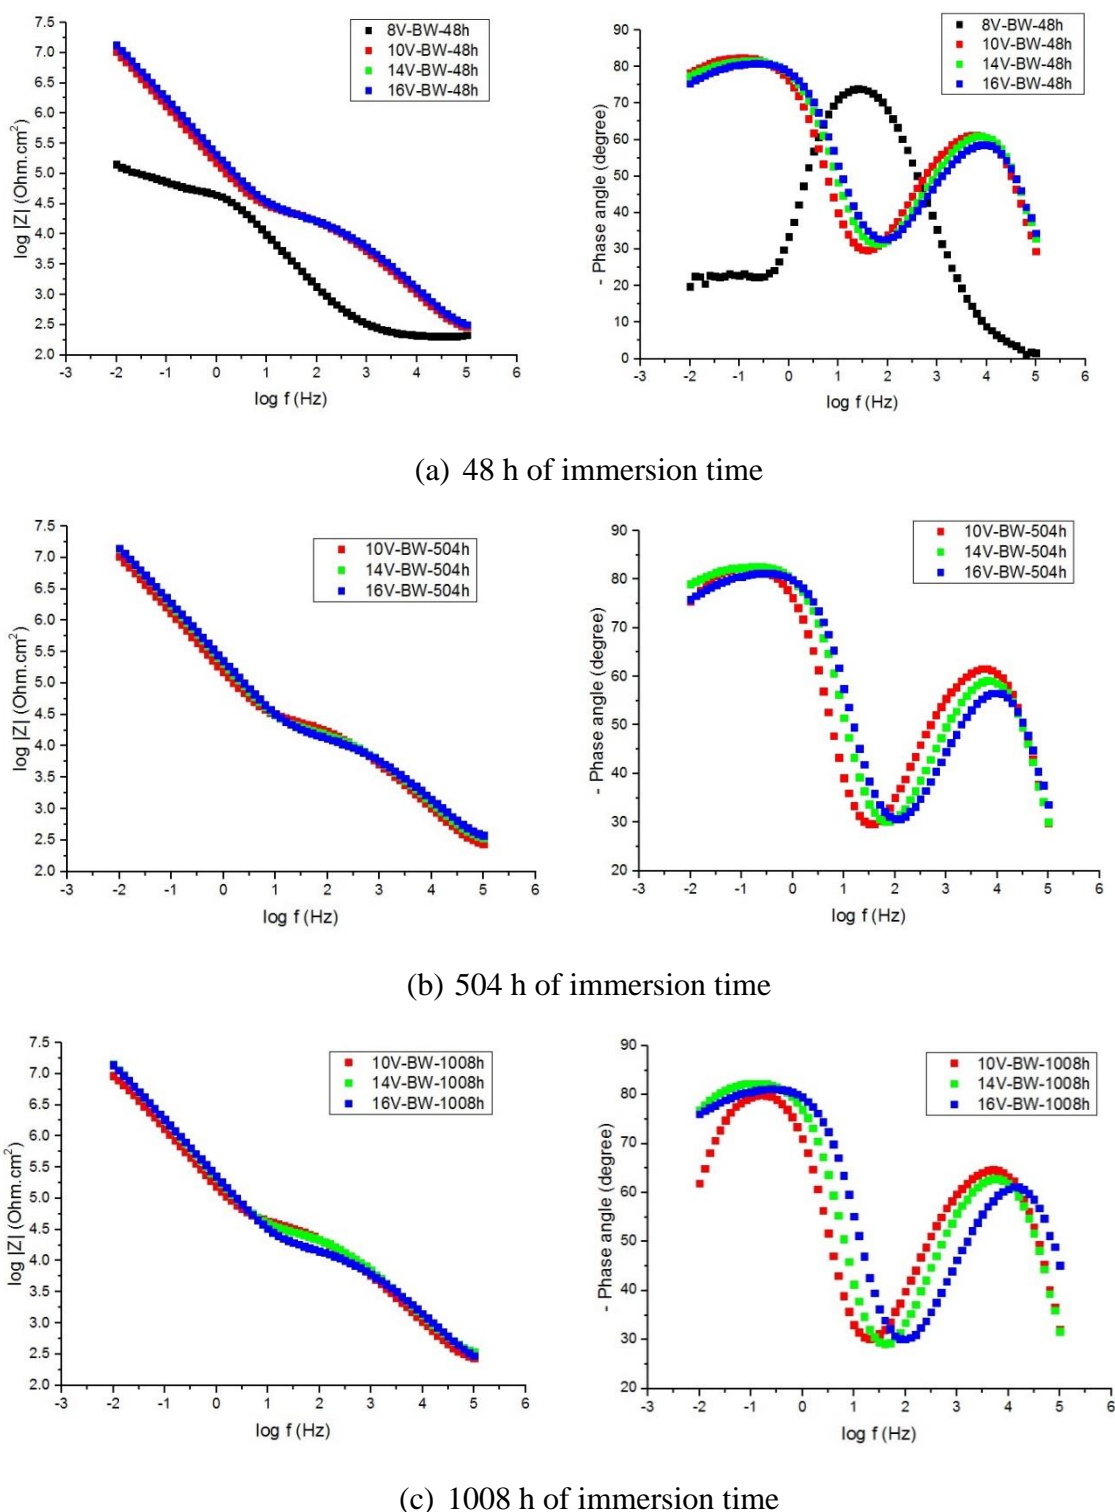 7.5
7.0
6.5
6.0
5.5
5.0
4.5
4.0
3.5
3.0
2.5
2.0
log |Z| (Ohm.cm²)
8V-BW-48h
10V-BW-48h
14V-BW-48h
16V-BW-48h
-3 -2 -1 0 1 2 3 4 5 6
log f (Hz)
90
80
70
60
50
40
30
20
10
0
- Phase angle (degree)
8V-BW-48h
10V-BW-48h
14V-BW-48h
16V-BW-48h
-3 -2 -1 0 1 2 3 4 5 6
log f (Hz)
(a) 48 h of immersion time
7.5
7.0
6.5
6.0
5.5
5.0
4.5
4.0
3.5
3.0
2.5
2.0
log |Z| (Ohm.cm²)
10V-BW-504h
14V-BW-504h
16V-BW-504h
-3 -2 -1 0 1 2 3 4 5 6
log f (Hz)
90
80
70
60
50
40
30
20
- Phase angle (degree)
10V-BW-504h
14V-BW-504h
16V-BW-504h
-3 -2 -1 0 1 2 3 4 5 6
log f (Hz)
(b) 504 h of immersion time
7.5
7.0
6.5
6.0
5.5
5.0
4.5
4.0
3.5
3.0
2.5
2.0
log |Z| (Ohm.cm²)
10V-BW-1008h
14V-BW-1008h
16V-BW-1008h
-3 -2 -1 0 1 2 3 4 5 6
log f (Hz)
90
80
70
60
50
40
30
20
- Phase angle (degree)
10V-BW-1008h
14V-BW-1008h
16V-BW-1008h
-3 -2 -1 0 1 2 3 4 5 6
log f (Hz)
(c) 1008 h of immersion time